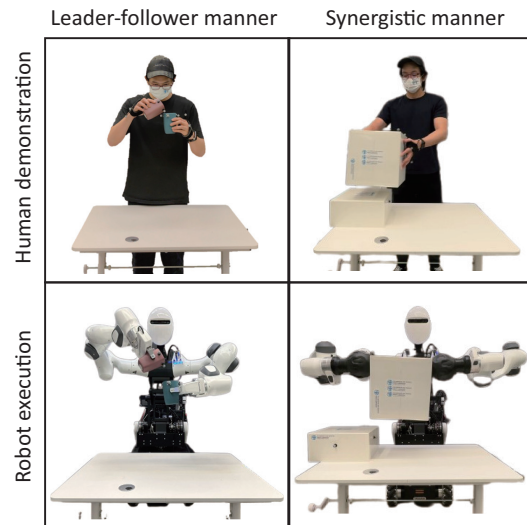 Leader-follower manner
Synergistic manner
Human demonstration
Robot execution